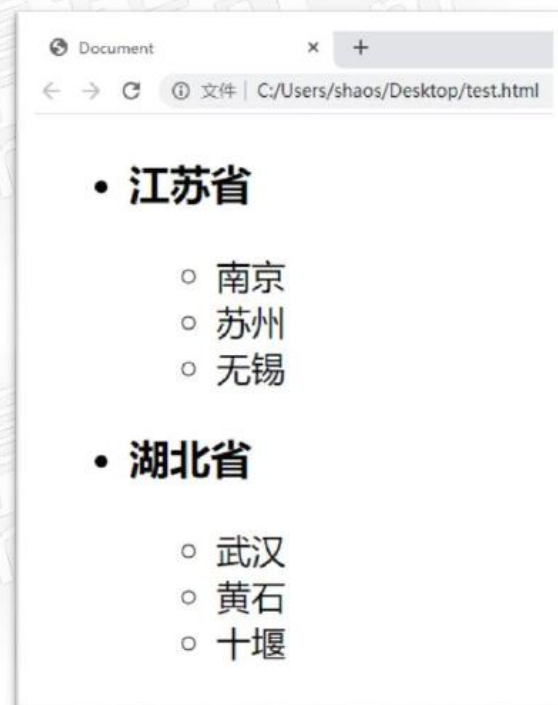 Document
文件 | C:/Users/shaos/Desktop/test.html
江苏省
南京
苏州
无锡
湖北省
武汉
黄石
十堰